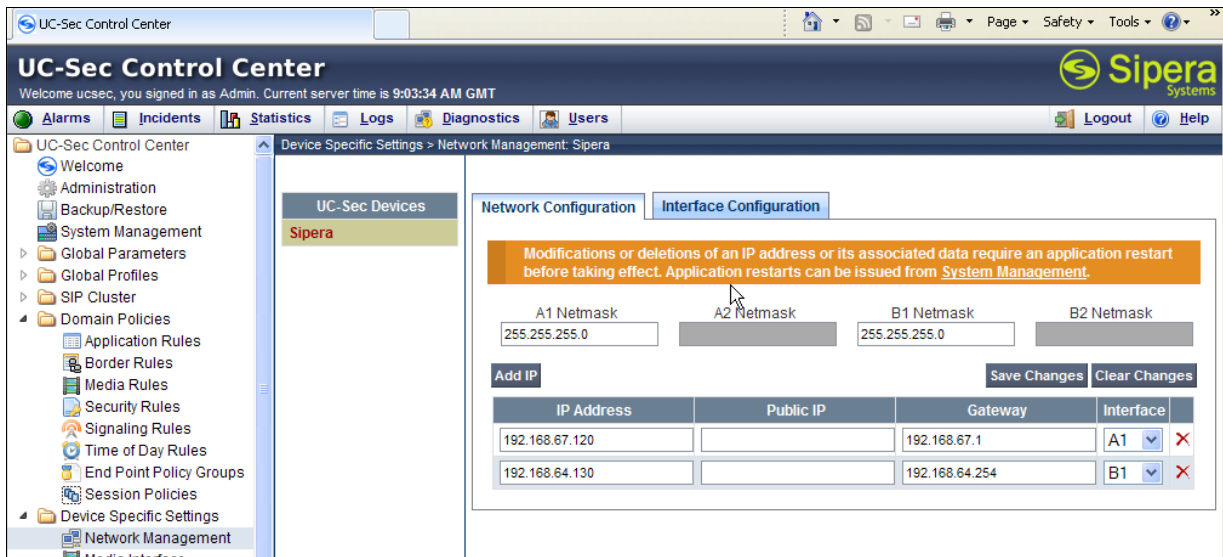 UC-Sec Control Center
Page Safety Tools
UC-Sec Control Center
Welcome ucsec, you signed in as Admin. Current server time is 9:03:34 AM GMT
Sipera
Systems
Alarms Incidents Statistics Logs Diagnostics Users Logout Help
UC-Sec Control Center
Welcome
Administration
Backup/Restore
System Management
Global Parameters
Global Profiles
SIP Cluster
Domain Policies
Application Rules
Border Rules
Media Rules
Security Rules
Signaling Rules
Time of Day Rules
End Point Policy Groups
Session Policies
Device Specific Settings
Network Management
Media Interface
Device Specific Settings > Network Management: Sipera
UC-Sec Devices
Sipera
Network Configuration Interface Configuration
Modifications or deletions of an IP address or its associated data require an application restart
before taking effect. Application restarts can be issued from System Management.
A1 Netmask A2 Netmask B1 Netmask B2 Netmask
255.255.255.0 255.255.255.0
Add IP Save Changes Clear Changes
IP Address Public IP Gateway Interface
192.168.67.120 192.168.67.1 A1
192.168.64.130 192.168.64.254 B1